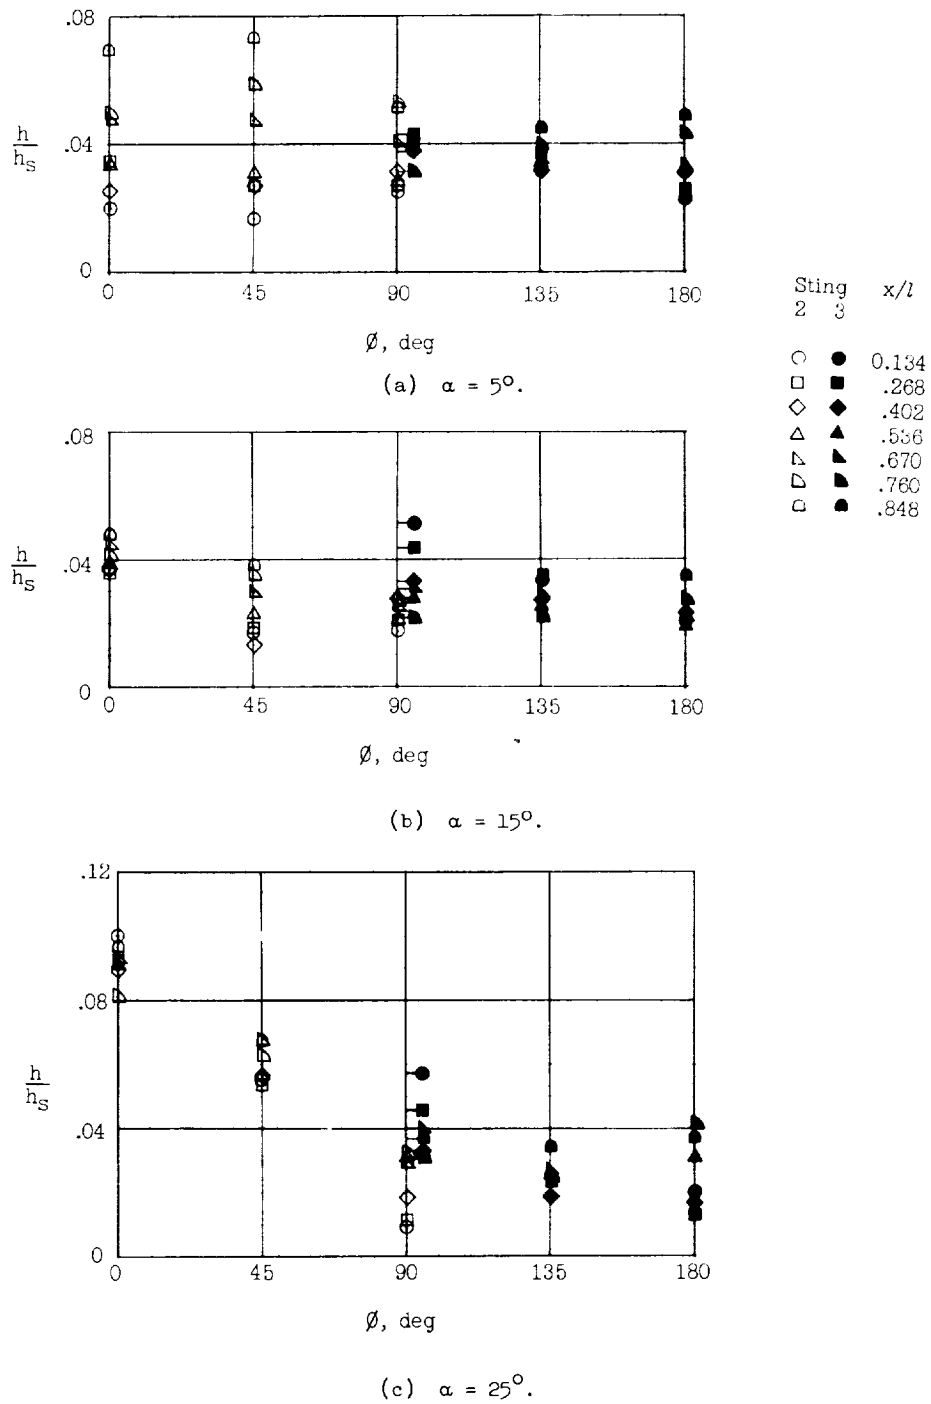 .08
h
hS
.04
0
0 45 90 135 180
Ø, deg
(a) α = 5°.
Sting x/l
2 3
0.134
.268
.402
.536
.670
.760
.848
.08
h
hS
.04
0
0 45 90 135 180
Ø, deg
(b) α = 15°.
.12
.08
h
hS
.04
0
0 45 90 135 180
Ø, deg
(c) α = 25°.